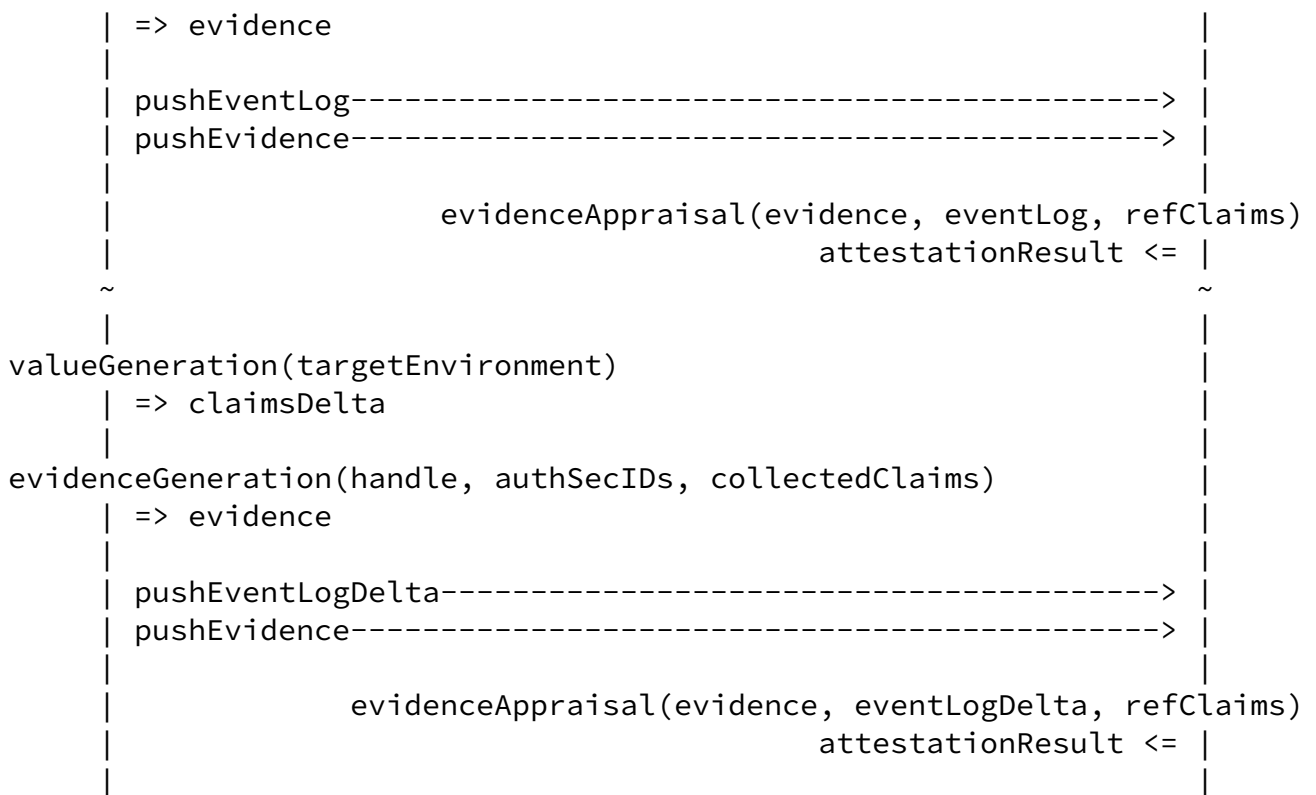 | => evidence |
| |
| pushEventLog---------------------------------------------> |
| pushEvidence---------------------------------------------> |
| |
| evidenceAppraisal(evidence, eventLog, refClaims)
| attestationResult <= |
~ ~
| |
valueGeneration(targetEnvironment) |
| => claimsDelta |
| |
evidenceGeneration(handle, authSecIDs, collectedClaims) |
| => evidence |
| |
| pushEventLogDelta----------------------------------------> |
| pushEvidence---------------------------------------------> |
| |
| evidenceAppraisal(evidence, eventLogDelta, refClaims)
| attestationResult <= |
| |